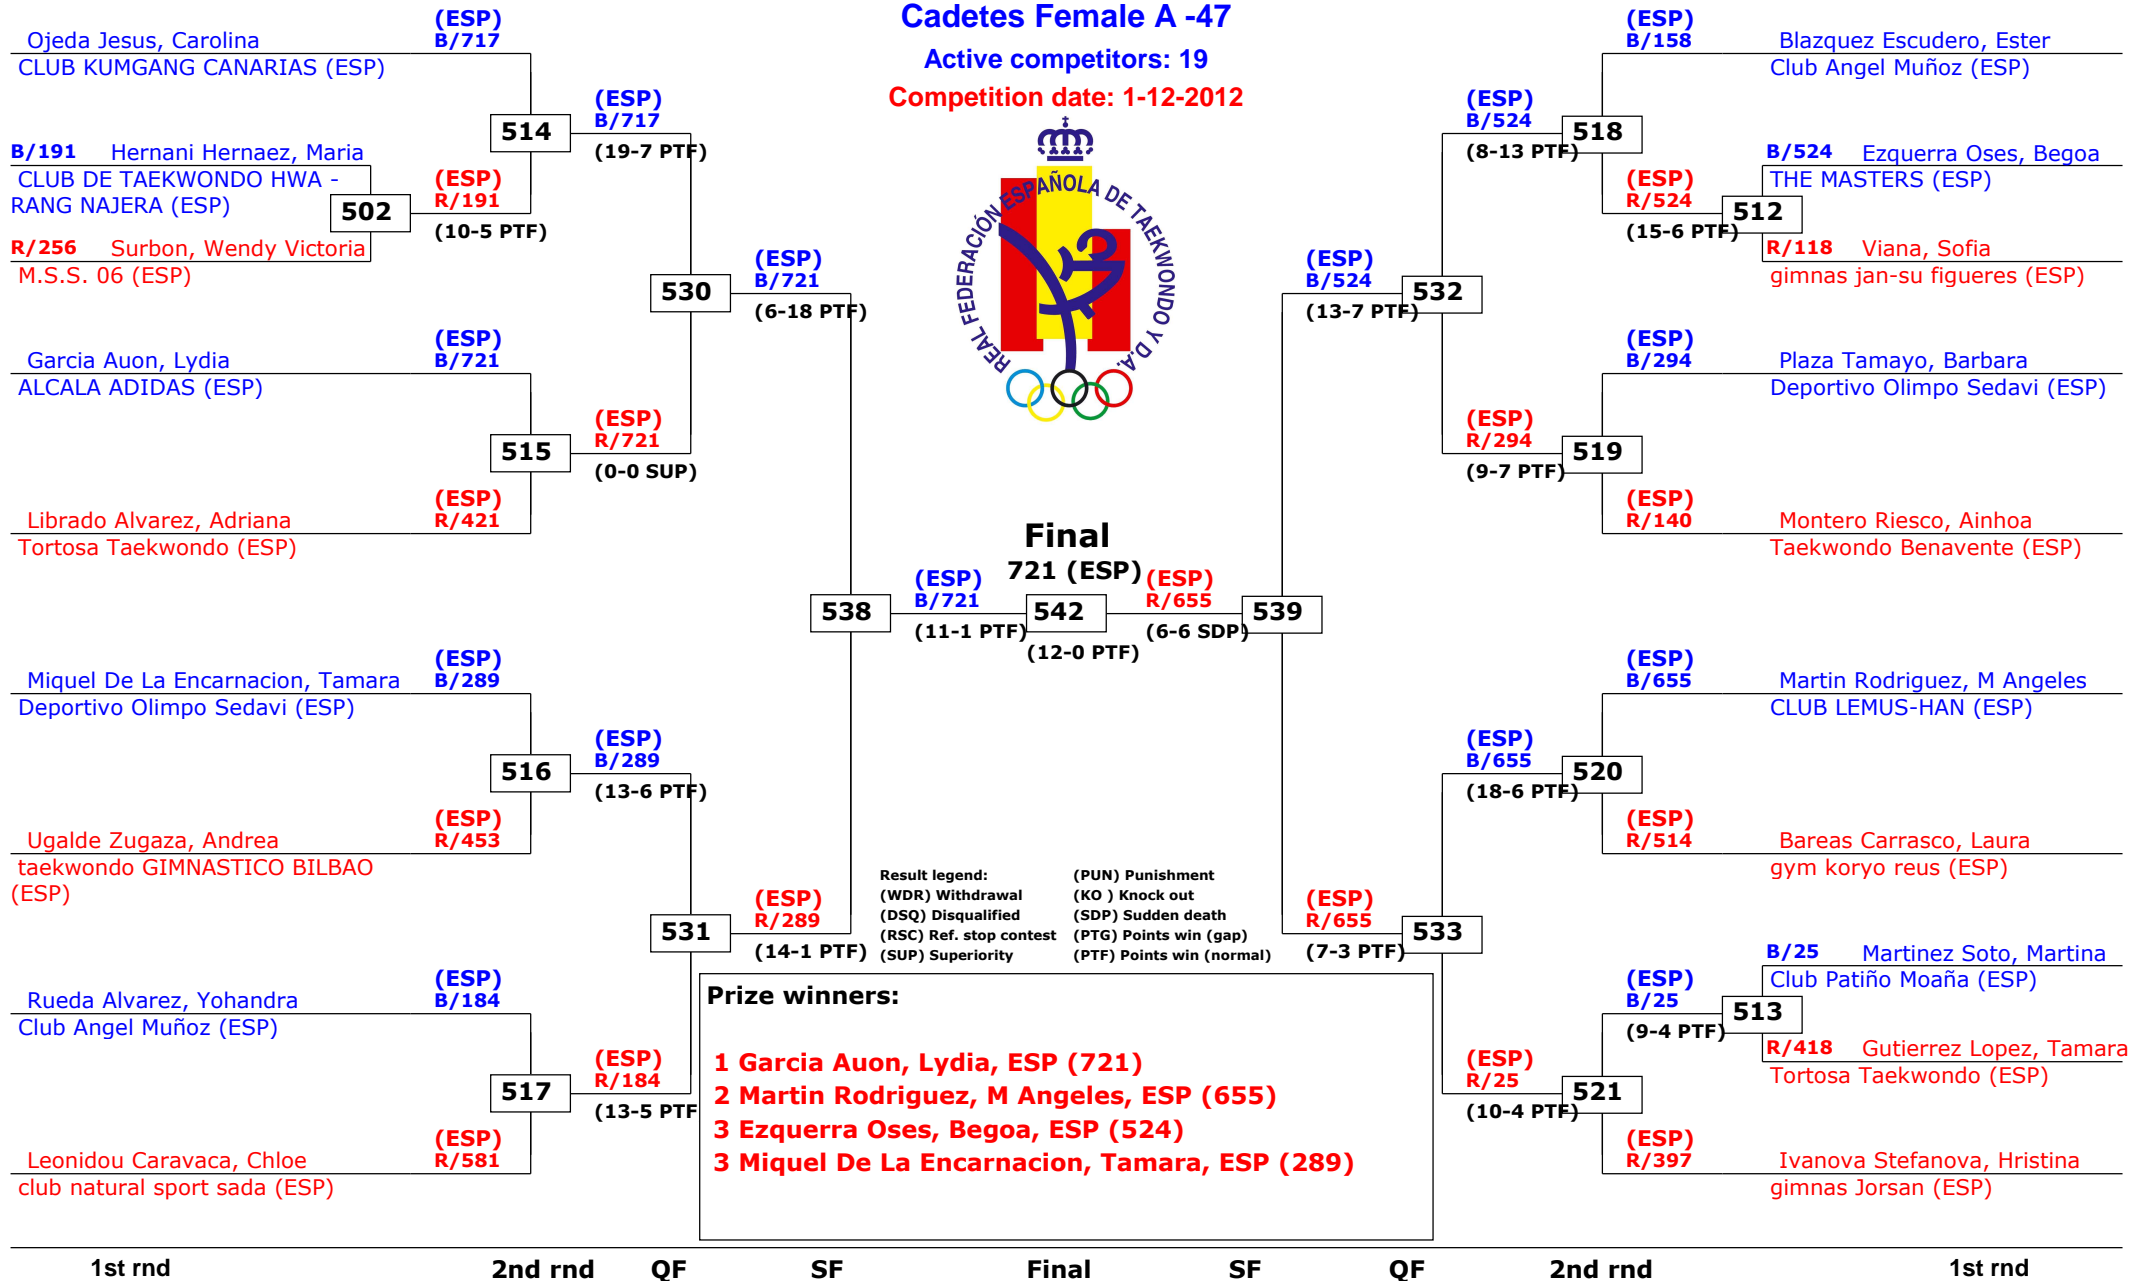 Cadetes Female A -47
Active competitors: 19
Competition date: 1-12-2012
REAL FEDERACIÓN ESPAÑOLA DE TAEKWONDO Y D.A.
(ESP)
Ojeda Jesus, Carolina B/717
CLUB KUMGANG CANARIAS (ESP)
514
(ESP)
B/717
(19-7 PTF)
B/191 Hernani Hernaez, Maria
CLUB DE TAEKWONDO HWA -
RANG NAJERA (ESP)
502
(ESP)
R/191
(10-5 PTF)
R/256 Surbon, Wendy Victoria
M.S.S. 06 (ESP)
530
(ESP)
B/721
(6-18 PTF)
(ESP)
Garcia Auon, Lydia B/721
ALCALA ADIDAS (ESP)
515
(ESP)
R/721
(0-0 SUP)
(ESP)
Librado Alvarez, Adriana R/421
Tortosa Taekwondo (ESP)
538
(ESP)
B/721
(11-1 PTF)
Final
721 (ESP)
542
(12-0 PTF)
(ESP)
R/655
(6-6 SDP)
539
(ESP)
Miquel De La Encarnacion, Tamara B/289
Deportivo Olimpo Sedavi (ESP)
516
(ESP)
B/289
(13-6 PTF)
(ESP)
Ugalde Zugaza, Andrea R/453
taekwondo GIMNASTICO BILBAO
(ESP)
531
(ESP)
R/289
(14-1 PTF)
(ESP)
Rueda Alvarez, Yohandra B/184
Club Angel Muñoz (ESP)
517
(ESP)
R/184
(13-5 PTF
(ESP)
Leonidou Caravaca, Chloe R/581
club natural sport sada (ESP)
(ESP)
B/158 Blazquez Escudero, Ester
Club Angel Muñoz (ESP)
518
(ESP)
B/524
(8-13 PTF)
B/524 Ezquerra Oses, Begoa
THE MASTERS (ESP)
512
(ESP)
R/524
(15-6 PTF)
R/118 Viana, Sofia
gimnas jan-su figueres (ESP)
532
(ESP)
B/524
(13-7 PTF)
(ESP)
B/294 Plaza Tamayo, Barbara
Deportivo Olimpo Sedavi (ESP)
519
(ESP)
R/294
(9-7 PTF)
(ESP)
R/140 Montero Riesco, Ainhoa
Taekwondo Benavente (ESP)
(ESP)
B/655 Martin Rodriguez, M Angeles
CLUB LEMUS-HAN (ESP)
520
(ESP)
B/655
(18-6 PTF)
(ESP)
R/514 Bareas Carrasco, Laura
gym koryo reus (ESP)
533
(ESP)
R/655
(7-3 PTF)
B/25 Martinez Soto, Martina
Club Patiño Moaña (ESP)
513
(ESP)
B/25
(9-4 PTF)
R/418 Gutierrez Lopez, Tamara
Tortosa Taekwondo (ESP)
521
(ESP)
R/25
(10-4 PTF)
(ESP)
R/397 Ivanova Stefanova, Hristina
gimnas Jorsan (ESP)
Result legend: (PUN) Punishment
(WDR) Withdrawal (KO ) Knock out
(DSQ) Disqualified (SDP) Sudden death
(RSC) Ref. stop contest (PTG) Points win (gap)
(SUP) Superiority (PTF) Points win (normal)
Prize winners:
1 Garcia Auon, Lydia, ESP (721)
2 Martin Rodriguez, M Angeles, ESP (655)
3 Ezquerra Oses, Begoa, ESP (524)
3 Miquel De La Encarnacion, Tamara, ESP (289)
1st rnd 2nd rnd QF SF Final SF QF 2nd rnd 1st rnd